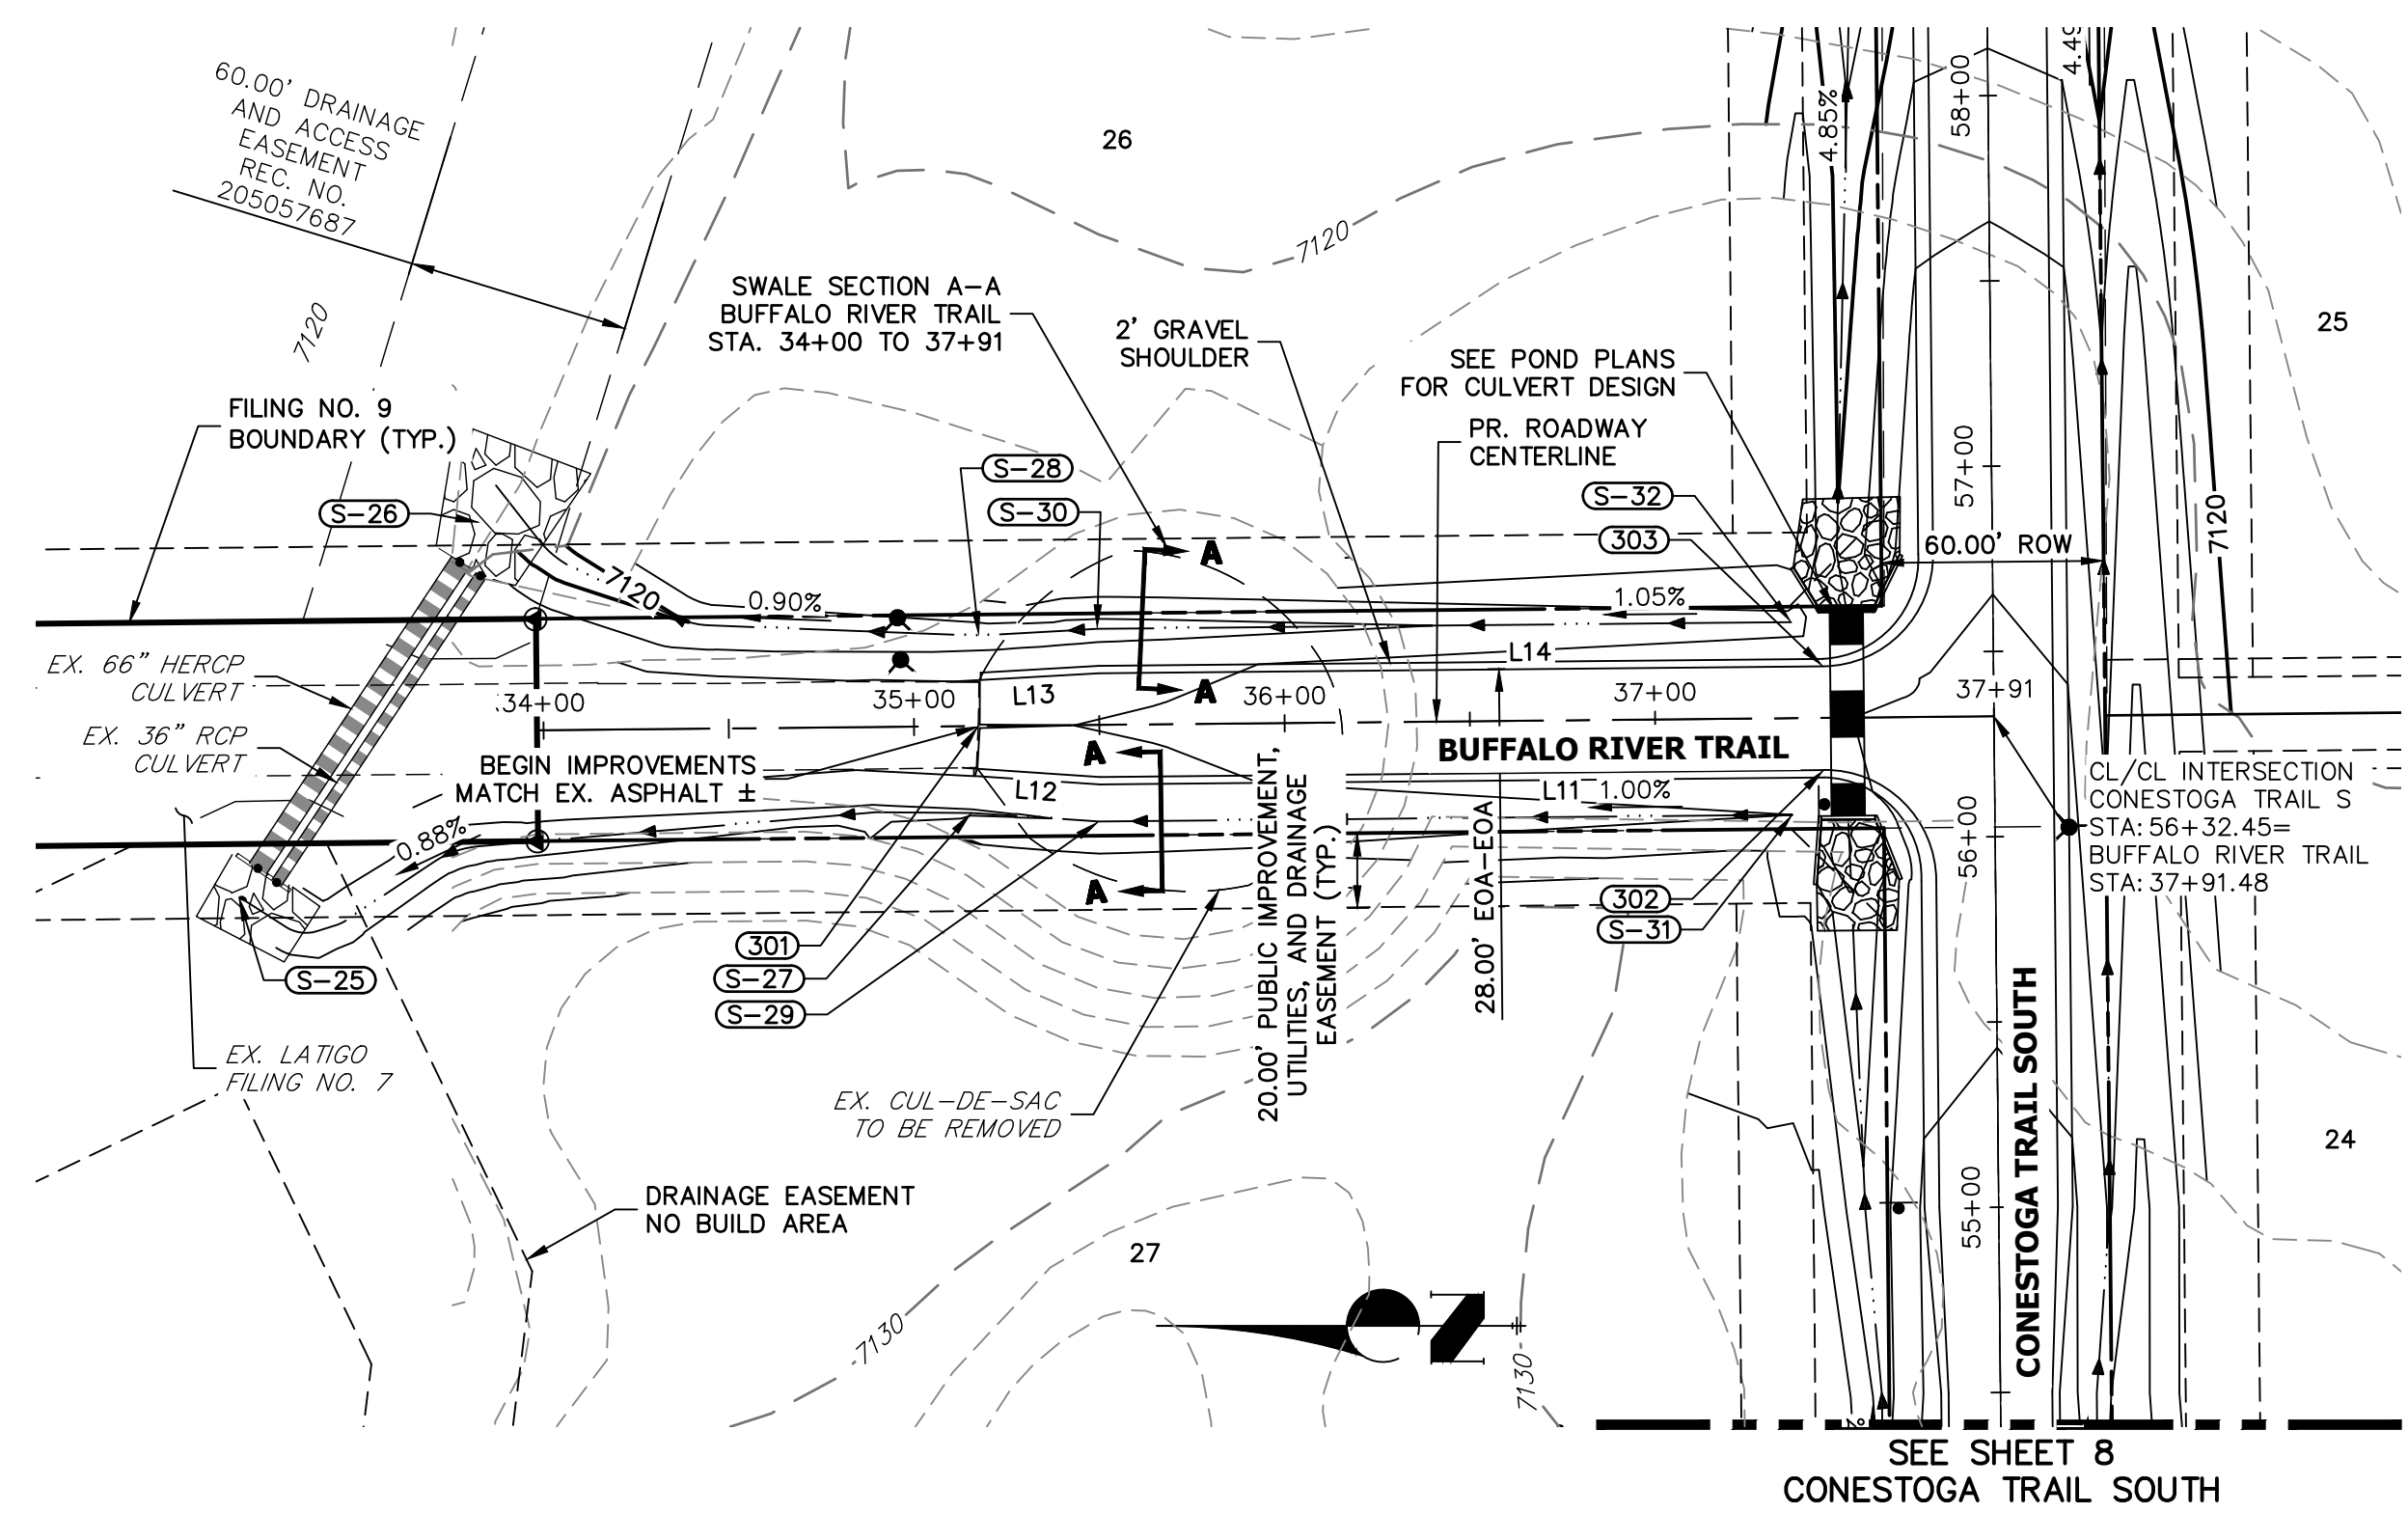 60.00' DRAINAGE
AND ACCESS
EASEMENT
REC. NO.
205057687
26
4.85%
58+00
4.49
7120
SWALE SECTION A-A
BUFFALO RIVER TRAIL
STA. 34+00 TO 37+91
2' GRAVEL
SHOULDER
SEE POND PLANS
FOR CULVERT DESIGN
PR. ROADWAY
CENTERLINE
25
7120
FILING NO. 9
BOUNDARY (TYP.)
S-26
S-28
S-30
S-32
303
57+00
60.00' ROW
7120
A
7120
0.90%
1.05%
L14
EX. 66" HERCP
CULVERT
EX. 36" RCP
CULVERT
34+00
35+00
L13
A
36+00
37+00
37+91
BEGIN IMPROVEMENTS
MATCH EX. ASPHALT ±
A
BUFFALO RIVER TRAIL
L12
L11
1.00%
0.88%
A
20.00' PUBLIC IMPROVEMENT,
UTILITIES, AND DRAINAGE
EASEMENT (TYP.)
28.00' EOA-EOA
56+00
CL/CL INTERSECTION
CONESTOGA TRAIL S
STA: 56+32.45=
BUFFALO RIVER TRAIL
STA: 37+91.48
302
S-31
301
S-27
S-29
S-25
EX. LATIGO
FILING NO. 7
EX. CUL-DE-SAC
TO BE REMOVED
CONESTOGA TRAIL SOUTH
55+00
24
DRAINAGE EASEMENT
NO BUILD AREA
27
7130
N
7130
SEE SHEET 8
CONESTOGA TRAIL SOUTH